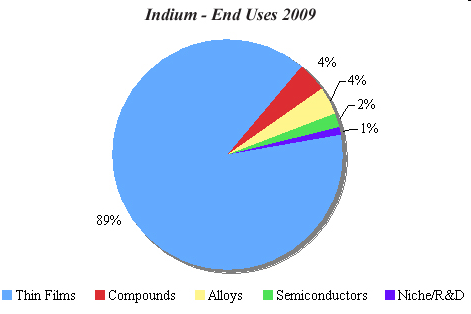 Indium - End Uses 2009
4%
4%
2%
1%
89%
Thin Films
Compounds
Alloys
Semiconductors
Niche/R&D